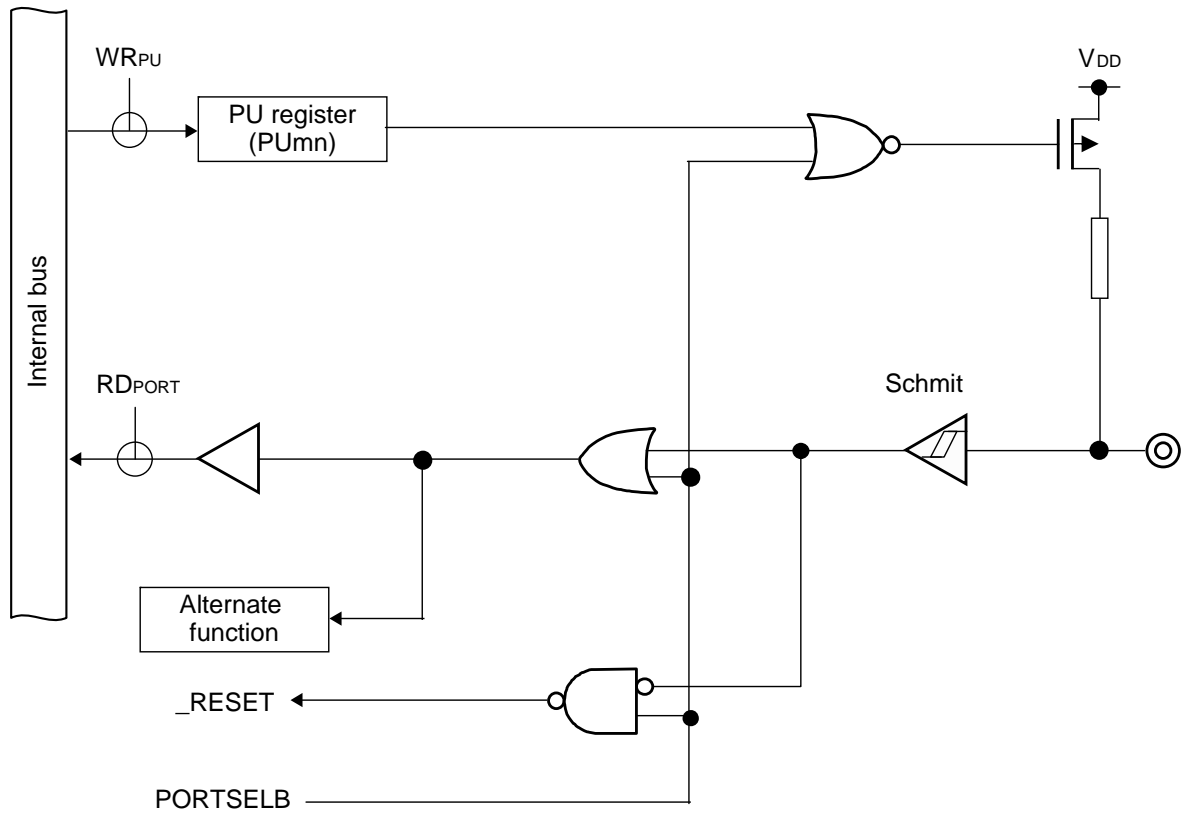 WRPU
VDD
PU register
(PUmn)
Internal bus
RDPORT
Schmit
Alternate
function
_RESET
PORTSELB